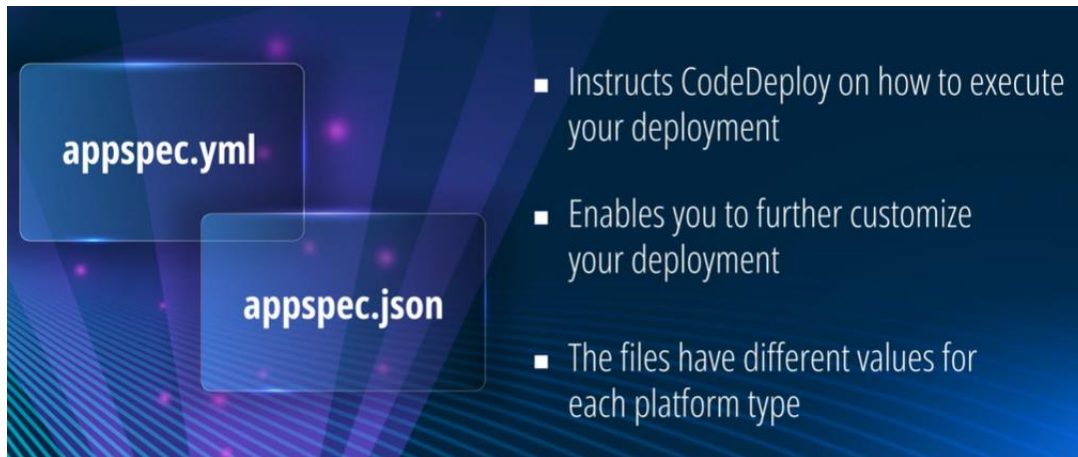 appspec.yml
appspec.json
▪ Instructs CodeDeploy on how to execute
your deployment
▪ Enables you to further customize
your deployment
▪ The files have different values for
each platform type